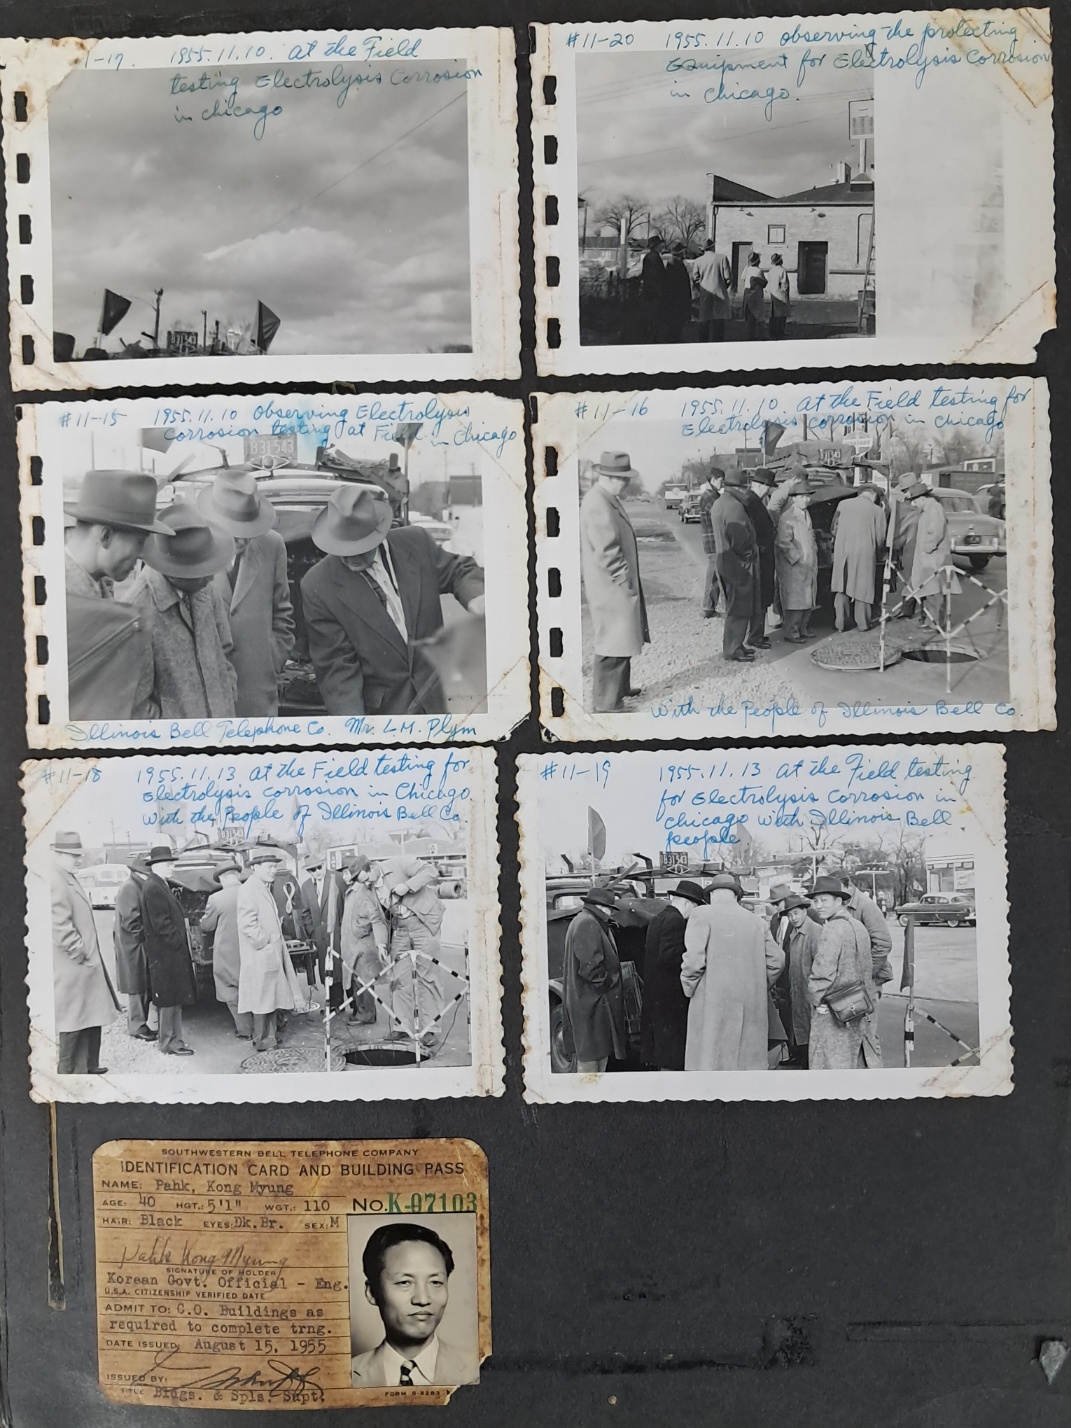 1-17. 1955.11.10. at the Field
testing Electrolysis Corrosion
in chicago
#11-20 1955.11.10 observing the protecting
Equipment for Electrolysis Corrosion
in chicago.
#11-15 1955.11.10 observing Electrolysis
Corrosion testing at Field in Chicago
Illinois Bell Telephone Co. Mr. L.M. Plym
#11-16 1955.11.10. at the Field testing for
Electrolysis corrosion in chicago
With the People of Illinois Bell Co.
#11-18 1955.11.13 at the Field testing for
Electrolysis corrosion in Chicago
With the People of Illinois Bell Co.
#11-19 1955.11.13 at the Field testing
for Electrolysis Corrosion in
chicago with Illinois Bell
people
SOUTHWESTERN BELL TELEPHONE COMPANY
IDENTIFICATION CARD AND BUILDING PASS
NAME: Pahk, Kong Myung
AGE: 40 HGT.: 5'1" WGT.: 110 NO. K-07103
HAIR: Black EYES: Dk.Br. SEX: M
Pahk Kong Myung
SIGNATURE OF HOLDER
Korean Govt. Official - Eng.
U.S.A. CITIZENSHIP VERIFIED DATE
ADMIT TO: C.O. Buildings as
required to complete trng.
DATE ISSUED August 15, 1955
ISSUED BY:
TITLE Bldgs. & Spls. Supt.
FORM S-8283